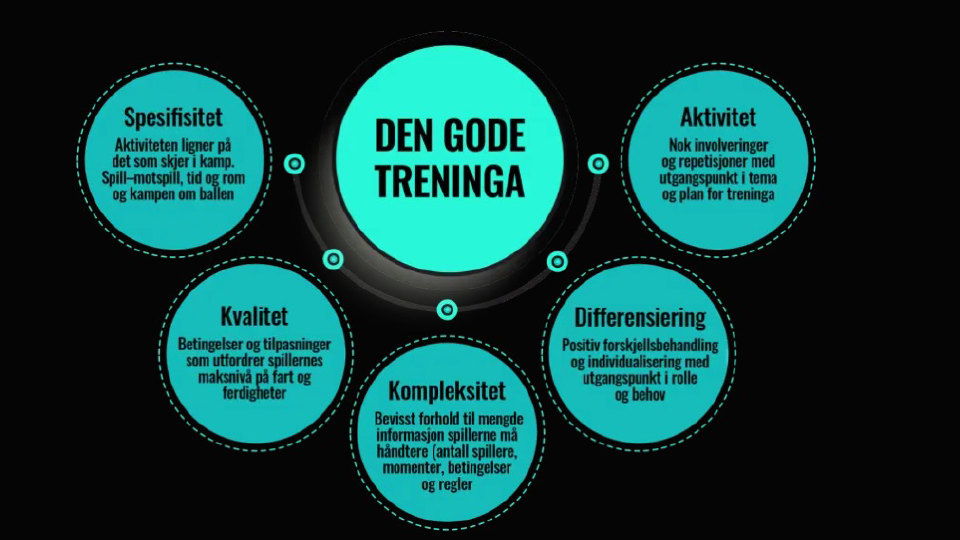 DEN GODE
TRENINGA
Spesifisitet
Aktiviteten ligner på
det som skjer i kamp.
Spill–motspill, tid og rom
og kampen om ballen
Kvalitet
Betingelser og tilpasninger
som utfordrer spillernes
maksnivå på fart og
ferdigheter
Kompleksitet
Bevisst forhold til mengde
informasjon spillerne må
håndtere (antall spillere,
momenter, betingelser
og regler
Differensiering
Positiv forskjellsbehandling
og individualisering med
utgangspunkt i rolle
og behov
Aktivitet
Nok involveringer
og repetisjoner med
utgangspunkt i tema
og plan for treninga